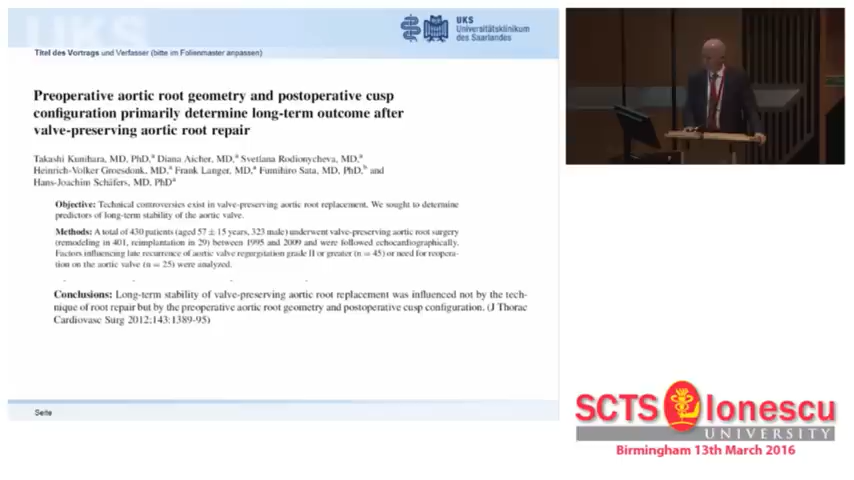 UKS
UKS
Universitätsklinikum
des Saarlandes
Titel des Vortrags und Verfasser (bitte im Folienmaster anpassen)
Preoperative aortic root geometry and postoperative cusp
configuration primarily determine long-term outcome after
valve-preserving aortic root repair
Takashi Kunihara, MD, PhD,a Diana Aicher, MD,a Svetlana Rodionycheva, MD,a
Heinrich-Volker Groesdonk, MD,a Frank Langer, MD,a Fumihiro Sata, MD, PhD,b and
Hans-Joachim Schäfers, MD, PhDa
Objective: Technical controversies exist in valve-preserving aortic root replacement. We sought to determine
predictors of long-term stability of the aortic valve.
Methods: A total of 430 patients (aged 57 ± 15 years, 323 male) underwent valve-preserving aortic root surgery
(remodeling in 401, reimplantation in 29) between 1995 and 2009 and were followed echocardiographically.
Factors influencing late recurrence of aortic valve regurgitation grade II or greater (n = 45) or need for reopera-
tion on the aortic valve (n = 25) were analyzed.
Conclusions: Long-term stability of valve-preserving aortic root replacement was influenced not by the tech-
nique of root repair but by the preoperative aortic root geometry and postoperative cusp configuration. (J Thorac
Cardiovasc Surg 2012;143:1389-95)
Seite
SCTS Ionescu
UNIVERSITY
Birmingham 13th March 2016